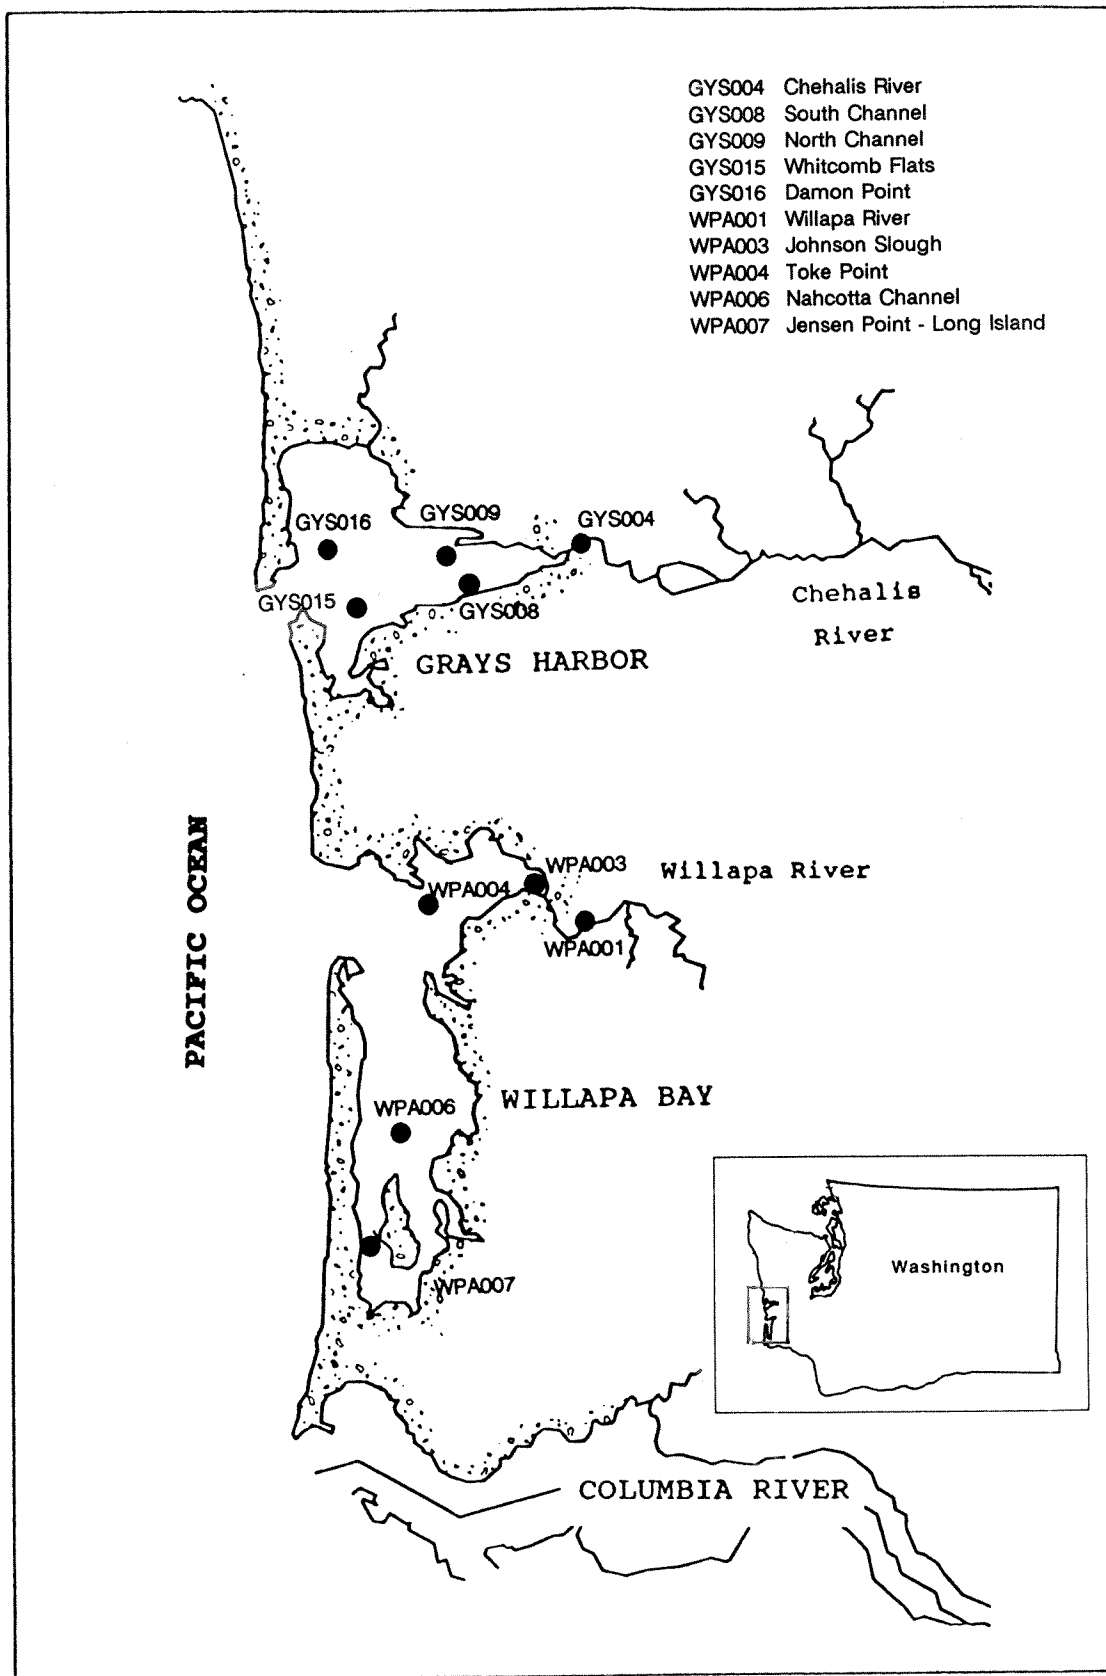 GYS004 Chehalis River
GYS008 South Channel
GYS009 North Channel
GYS015 Whitcomb Flats
GYS016 Damon Point
WPA001 Willapa River
WPA003 Johnson Slough
WPA004 Toke Point
WPA006 Nahcotta Channel
WPA007 Jensen Point - Long Island
GYS016
GYS009
GYS004
GYS015
GYS008
Chehalis
River
GRAYS HARBOR
PACIFIC OCEAN
WPA003
Willapa River
WPA004
WPA001
WILLAPA BAY
WPA006
WPA007
Washington
COLUMBIA RIVER